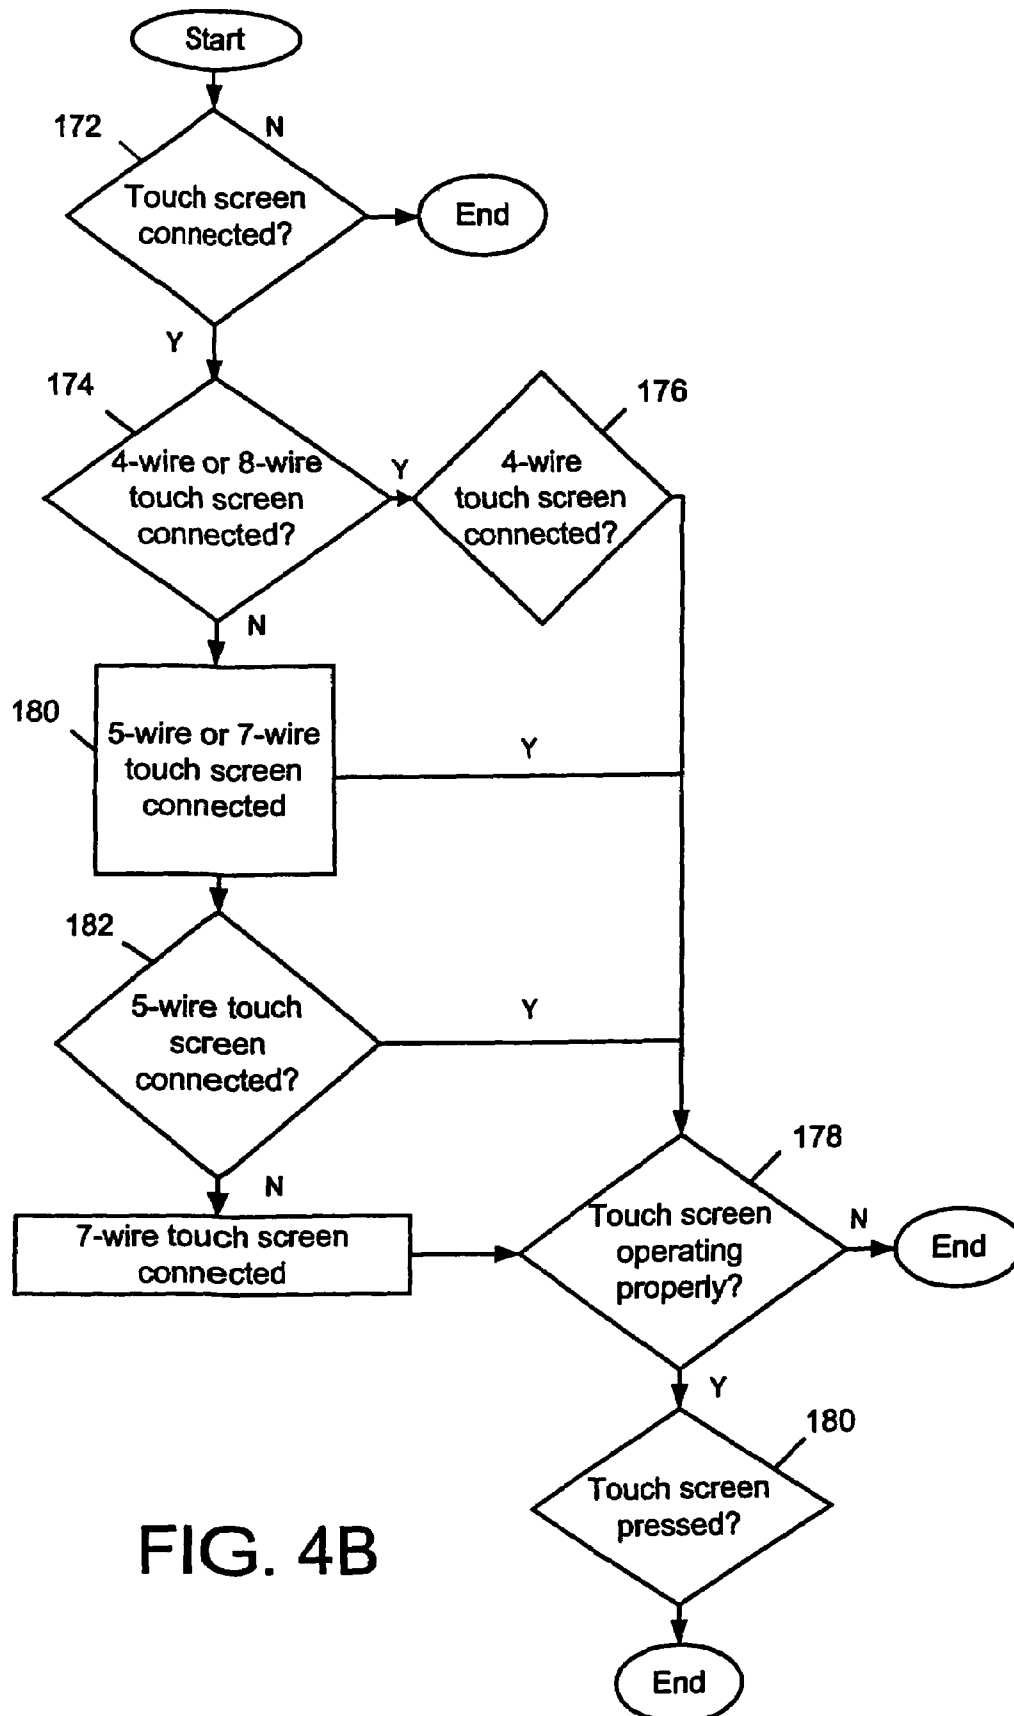 Start
172
N
Touch screen
connected?
End
Y
174
176
4-wire or 8-wire
touch screen
connected?
Y
4-wire
touch screen
connected?
N
180
5-wire or 7-wire
touch screen
connected
Y
182
5-wire touch
screen
connected?
Y
N
178
7-wire touch screen
connected
Touch screen
operating
properly?
N
End
Y
180
Touch screen
pressed?
FIG. 4B
End